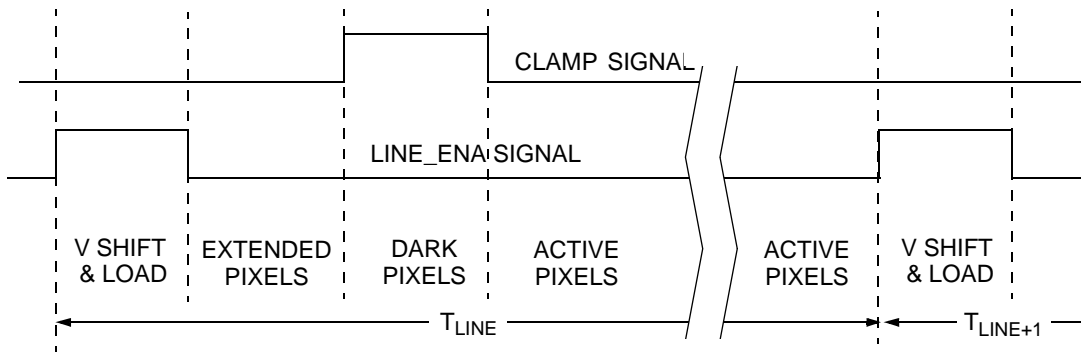 CLAMP SIGNAL
LINE_ENA SIGNAL
V SHIFT
& LOAD
EXTENDED
PIXELS
DARK
PIXELS
ACTIVE
PIXELS
ACTIVE
PIXELS
V SHIFT
& LOAD
TLINE
TLINE+1